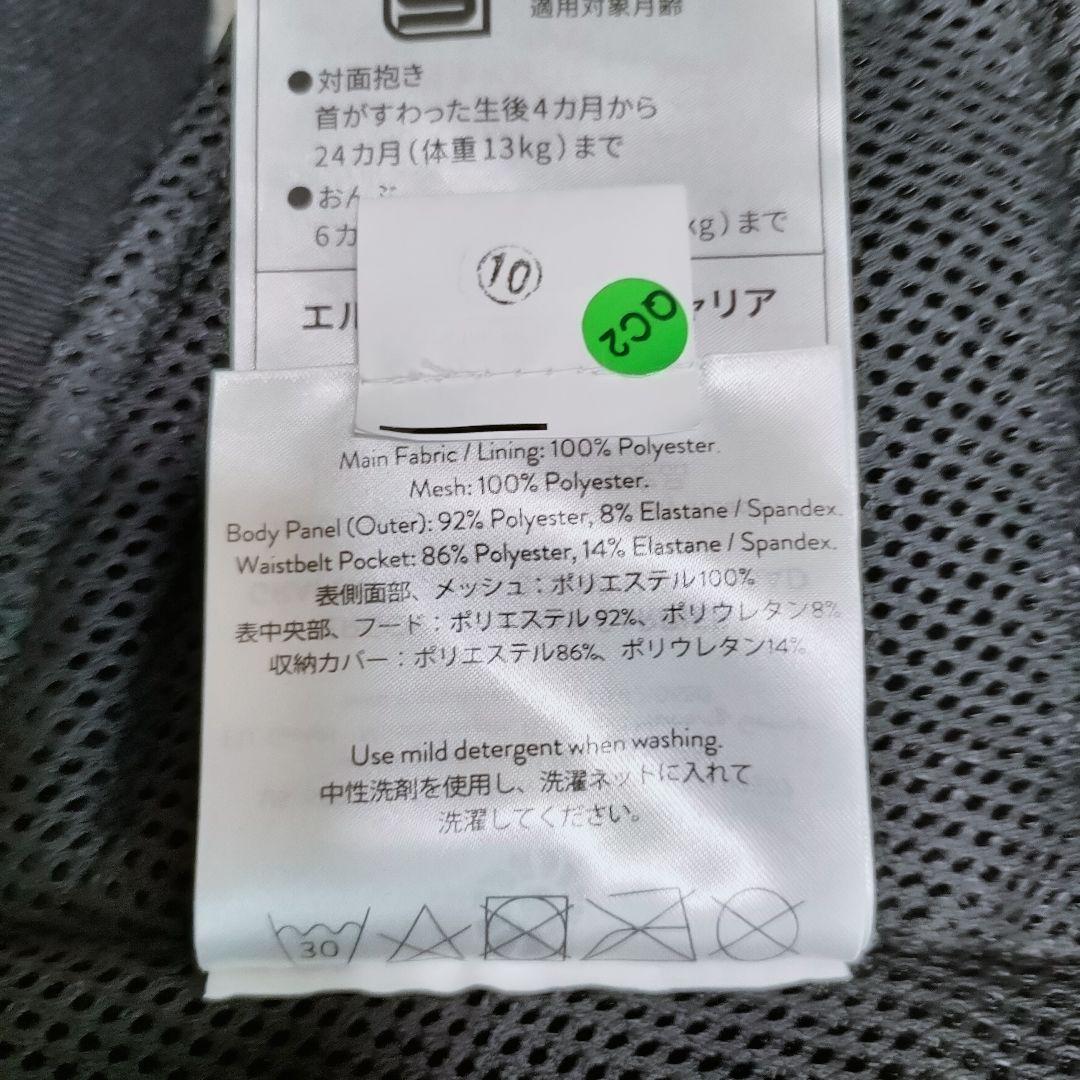 適用対象月齢
●対面抱き
首がすわった生後4カ月から
24カ月(体重13kg)まで
●おんぶ
6カ
kg)まで
10
QC2
エル
ャリア
Main Fabric / Lining: 100% Polyester.
Mesh: 100% Polyester.
Body Panel (Outer): 92% Polyester, 8% Elastane / Spandex.
Waistbelt Pocket: 86% Polyester, 14% Elastane / Spandex.
表側面部、メッシュ:ポリエステル100%
表中央部、フード:ポリエステル92%、ポリウレタン8%
収納カバー:ポリエステル86%、ポリウレタン14%
Use mild detergent when washing.
中性洗剤を使用し、洗濯ネットに入れて
洗濯してください。
30